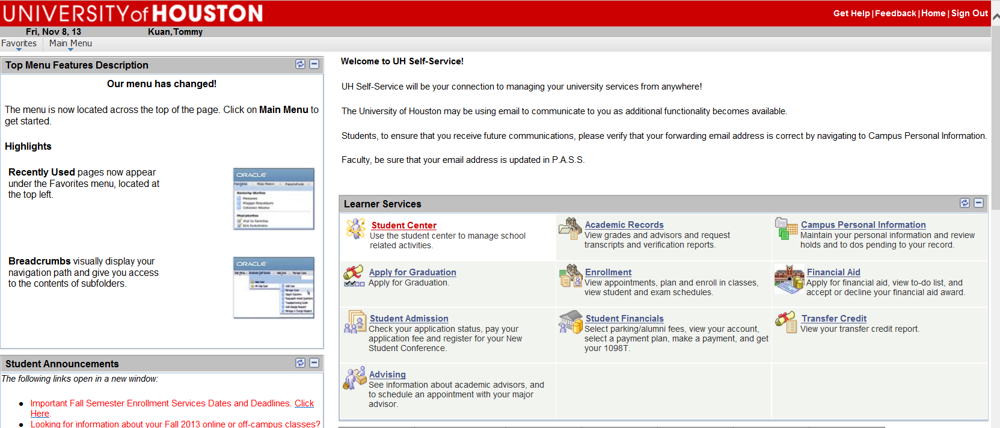 UNIVERSITY of HOUSTON
Get Help | Feedback | Home | Sign Out
Fri, Nov 8, 13
Kuan,Tommy
Favorites
Main Menu
Top Menu Features Description
Our menu has changed!
The menu is now located across the top of the page. Click on Main Menu to
get started.
Highlights
Recently Used pages now appear
under the Favorites menu, located at
the top left.
ORACLE
Breadcrumbs visually display your
navigation path and give you access
to the contents of subfolders.
ORACLE
Student Announcements
The following links open in a new window:
• Important Fall Semester Enrollment Services Dates and Deadlines. Click
Here.
• Looking for information about your Fall 2013 online or off-campus classes?
Welcome to UH Self-Service!
UH Self-Service will be your connection to managing your university services from anywhere!
The University of Houston may be using email to communicate to you as additional functionality becomes available.
Students, to ensure that you receive future communications, please verify that your forwarding email address is correct by navigating to Campus Personal Information.
Faculty, be sure that your email address is updated in P.A.S.S.
Learner Services
Student Center
Use the student center to manage school
related activities.
Academic Records
View grades and advisors and request
transcripts and verification reports.
Campus Personal Information
Maintain your personal information and review
holds and to dos pending to your record.
Apply for Graduation
Apply for Graduation.
Enrollment
View appointments, plan and enroll in classes,
view student and exam schedules.
Financial Aid
Apply for financial aid, view to-do list, and
accept or decline your financial aid award.
Student Admission
Check your application status, pay your
application fee and register for your New
Student Conference.
Student Financials
Select parking/alumni fees, view your account,
select a payment plan, make a payment, and get
your 1098T.
Transfer Credit
View your transfer credit report.
Advising
See information about academic advisors, and
to schedule an appointment with your major
advisor.